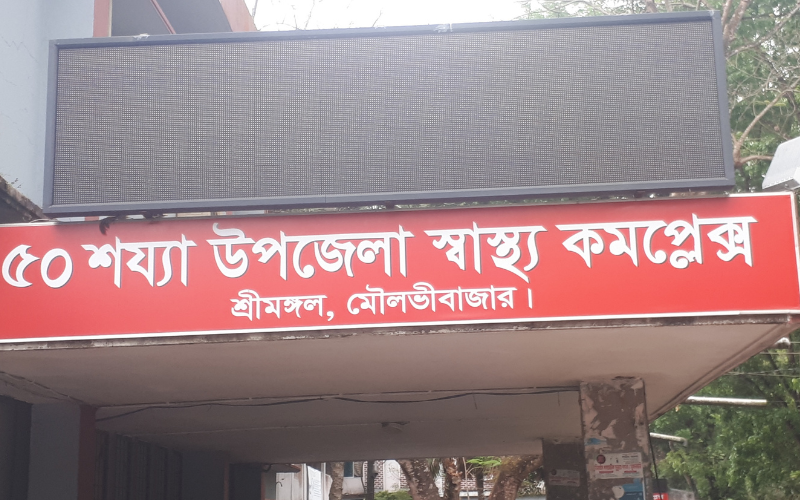 ৫০ শয্যা উপজেলা স্বাস্থ্য কমপ্লেক্স
শ্রীমঙ্গল, মৌলভীবাজার।